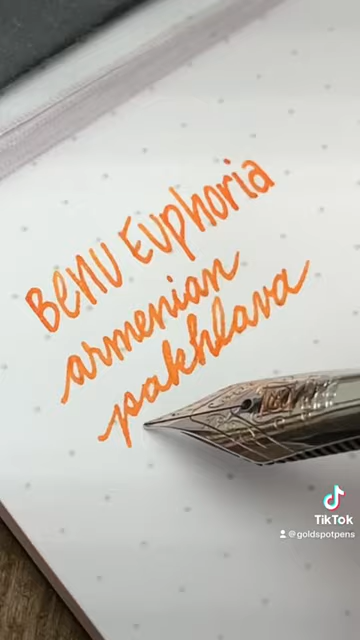 BENU Euphoria
armenian
pakhlava
TikTok
@goldspotpens